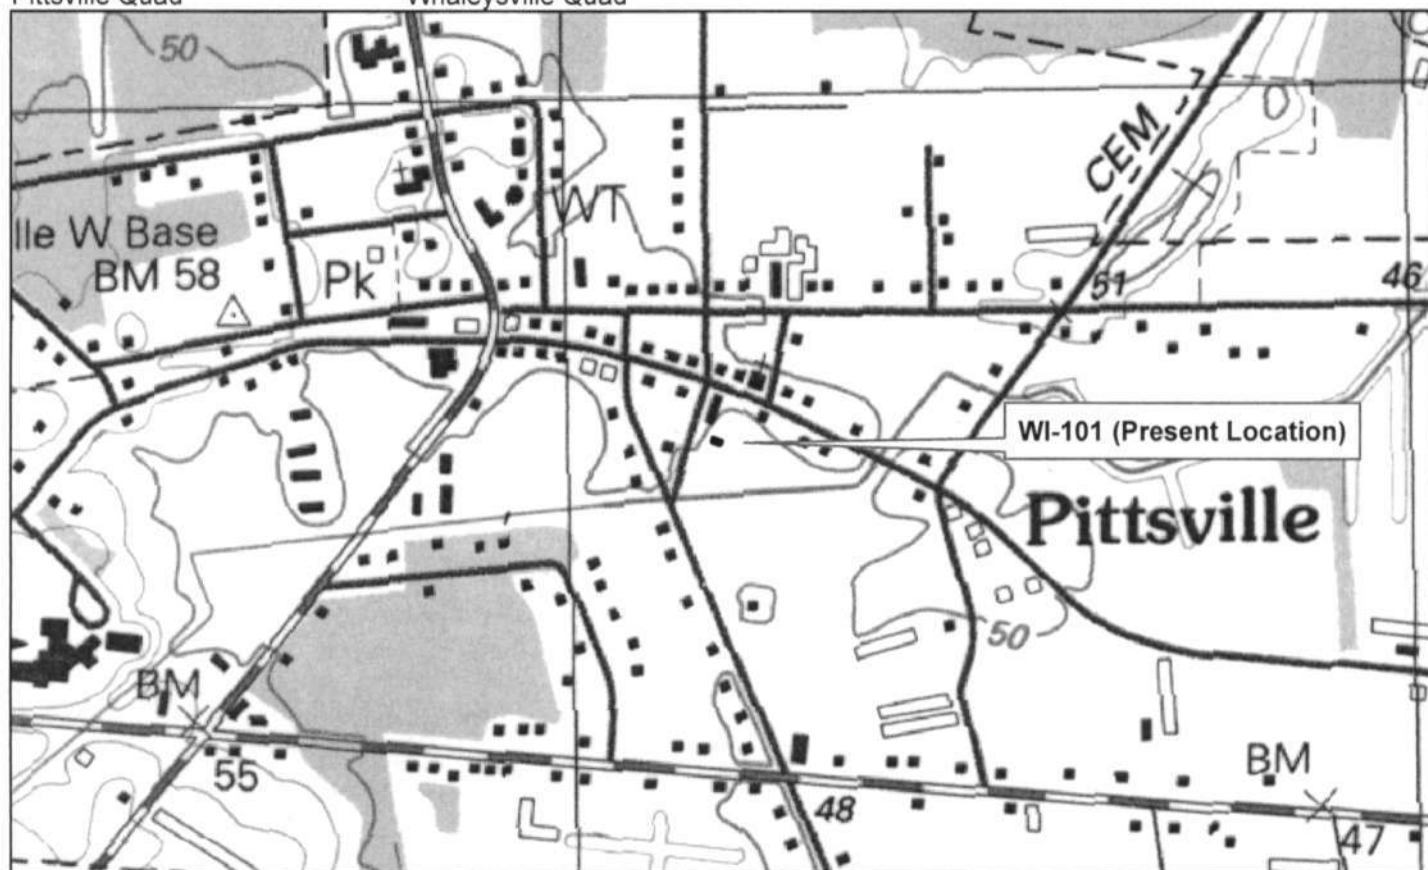 Pittsville Quad
Whaleysville Quad
50
CEM
WT
lle W Base
BM 58
Pk
51
46
WI-101 (Present Location)
Pittsville
50
BM
55
BM
48
47